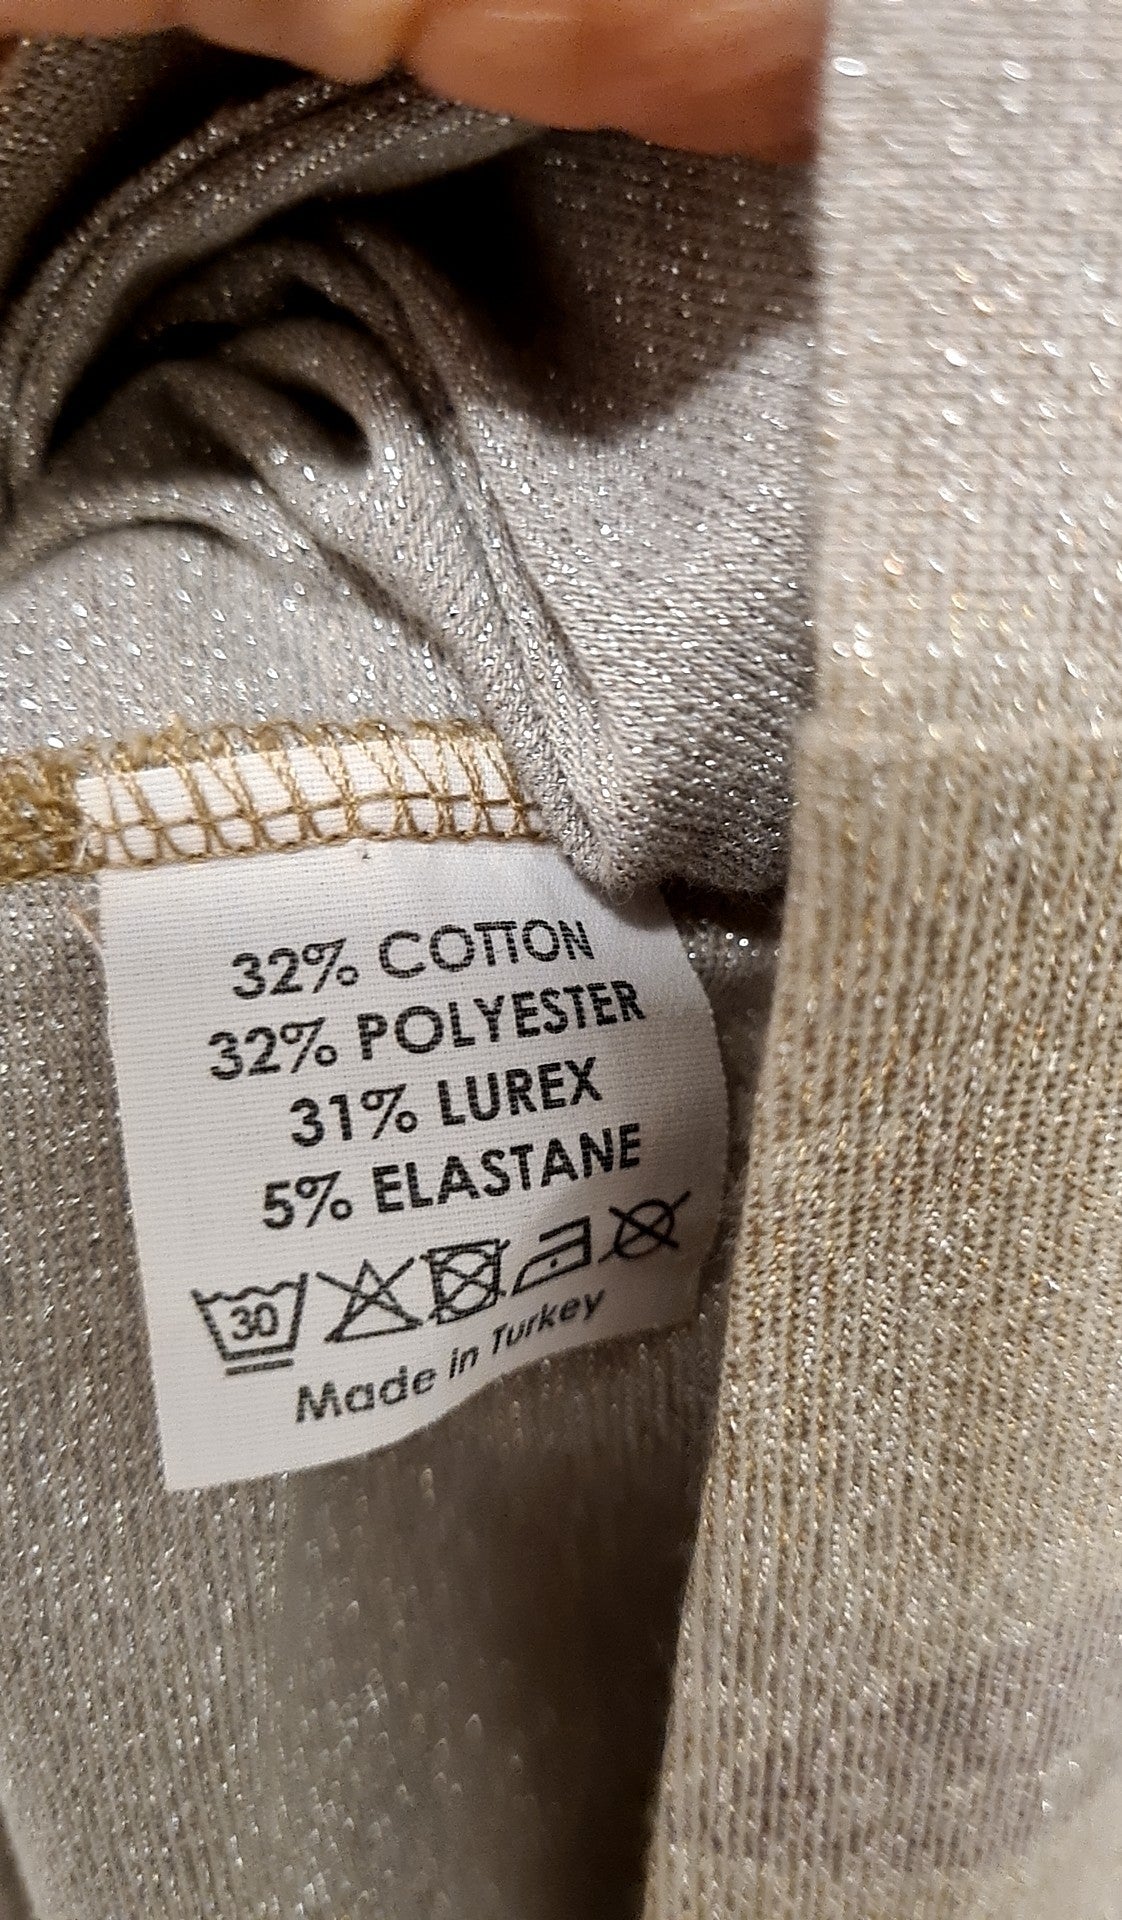 32% COTTON
32% POLYESTER
31% LUREX
5% ELASTANE
30
Made in Turkey